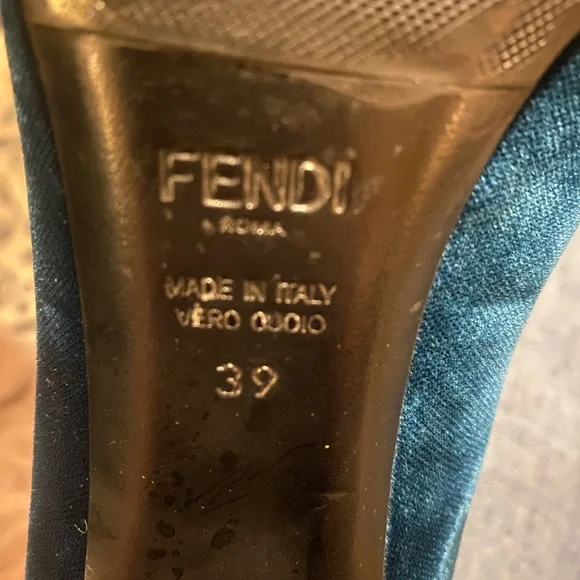 FENDI
ROMA
MADE IN ITALY
VERO CUOIO
39